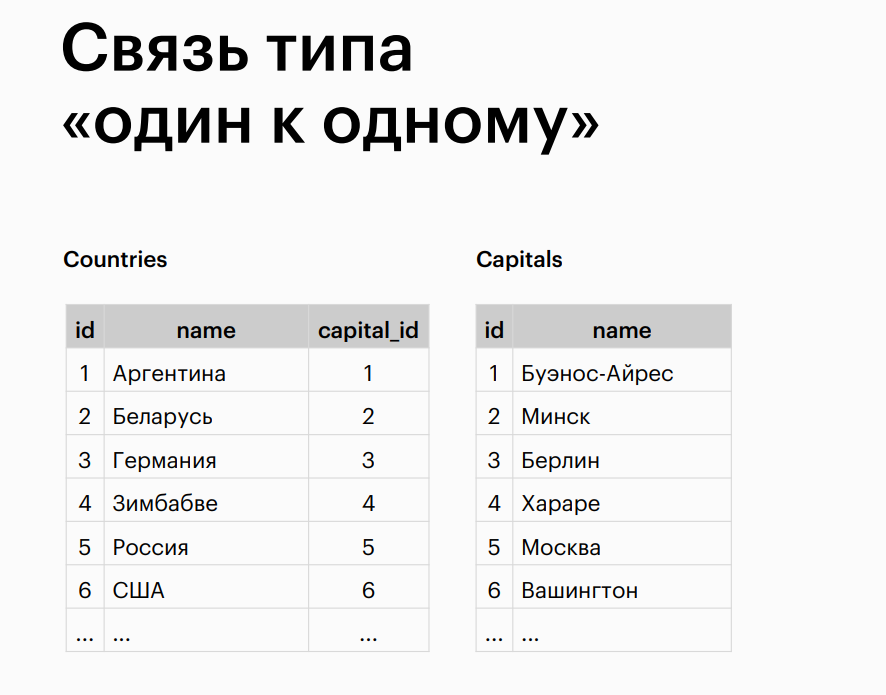 Связь типа
«один к одному»
Countries
id name capital_id
1 Аргентина 1
2 Беларусь 2
3 Германия 3
4 Зимбабве 4
5 Россия 5
6 США 6
... ... ...
Capitals
id name
1 Буэнос-Айрес
2 Минск
3 Берлин
4 Хараре
5 Москва
6 Вашингтон
... ...